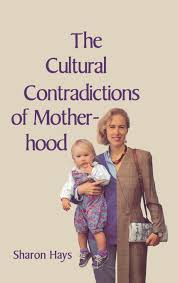 The
Cultural
Contradictions
of Mother-
hood
Sharon Hays